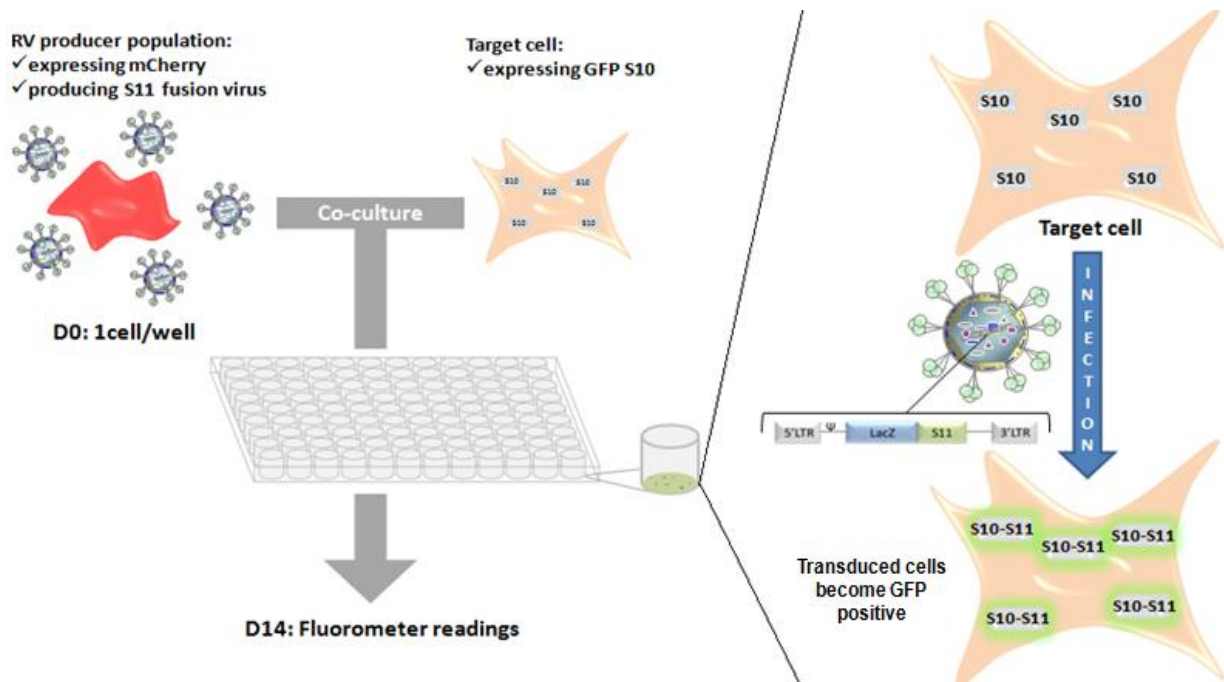 RV producer population:
✓expressing mCherry
✓producing S11 fusion virus
Target cell:
✓expressing GFP S10
Co-culture
S10
S10
S10
S10
S10
D0: 1cell/well
D14: Fluorometer readings
S10
S10
S10
S10
S10
Target cell
INFECTION
5'LTR
Ψ
LacZ
S11
3'LTR
S10-S11
S10-S11
S10-S11
S10-S11
S10-S11
Transduced cells
become GFP
positive